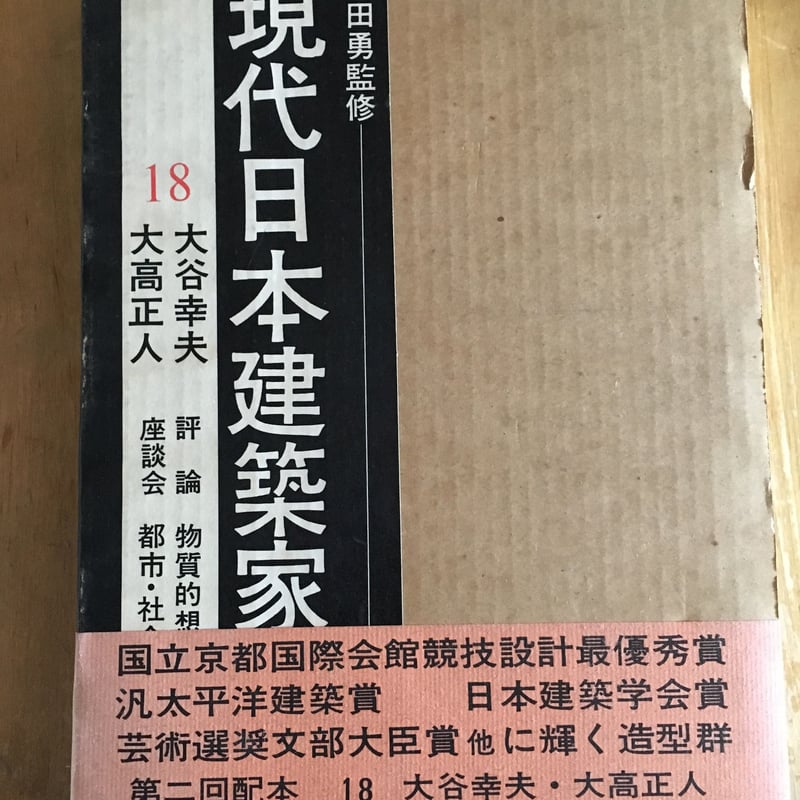 田勇監修
現代日本建築家
18
大谷幸夫
大高正人
評論 物質的想
座談会 都市・社会
国立京都国際会館競技設計最優秀賞
汎太平洋建築賞 日本建築学会賞
芸術選奨文部大臣賞他に輝く造型群
第二回配本 18 大谷幸夫・大高正人